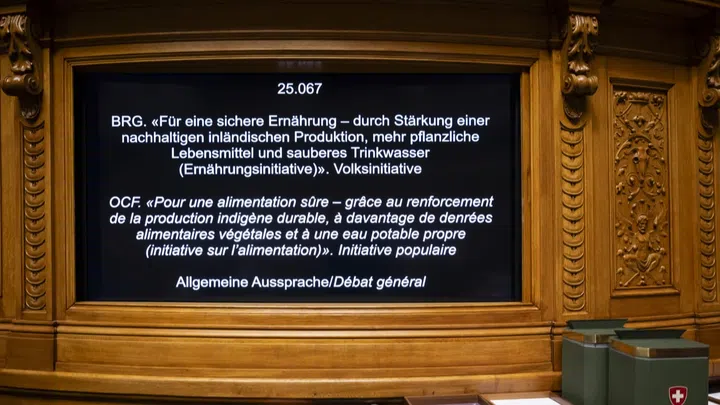 25.067
BRG. «Für eine sichere Ernährung – durch Stärkung einer
nachhaltigen inländischen Produktion, mehr pflanzliche
Lebensmittel und sauberes Trinkwasser
(Ernährungsinitiative)». Volksinitiative
OCF. «Pour une alimentation sûre – grâce au renforcement
de la production indigène durable, à davantage de denrées
alimentaires végétales et à une eau potable propre
(initiative sur l'alimentation)». Initiative populaire
Allgemeine Aussprache/Débat général